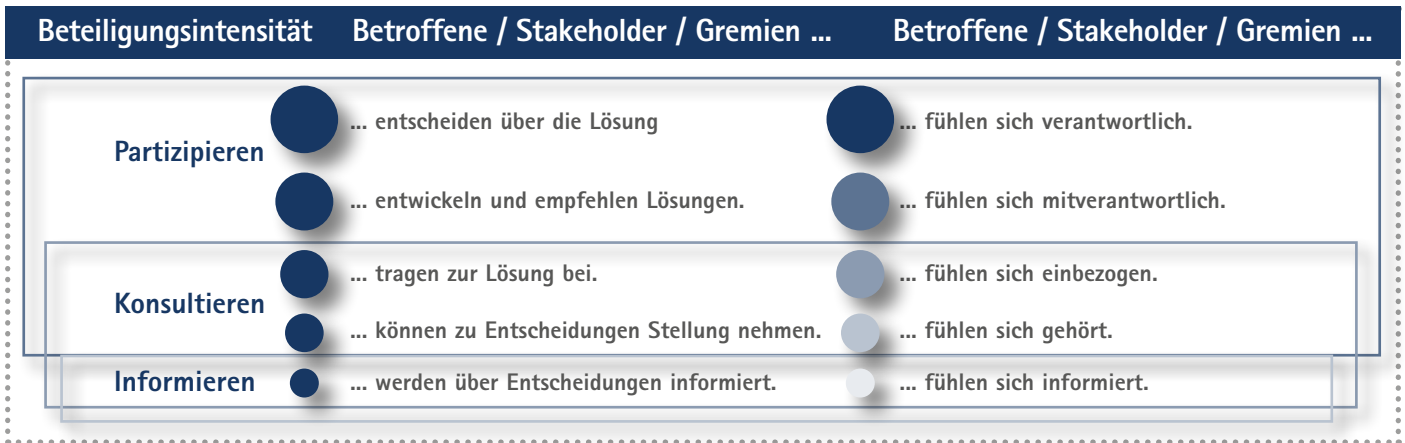 Beteiligungsintensität Betroffene / Stakeholder / Gremien ... Betroffene / Stakeholder / Gremien ...
... entscheiden über die Lösung ... fühlen sich verantwortlich.
Partizipieren
... entwickeln und empfehlen Lösungen. ... fühlen sich mitverantwortlich.
... tragen zur Lösung bei. ... fühlen sich einbezogen.
Konsultieren
... können zu Entscheidungen Stellung nehmen. ... fühlen sich gehört.
Informieren ... werden über Entscheidungen informiert. ... fühlen sich informiert.